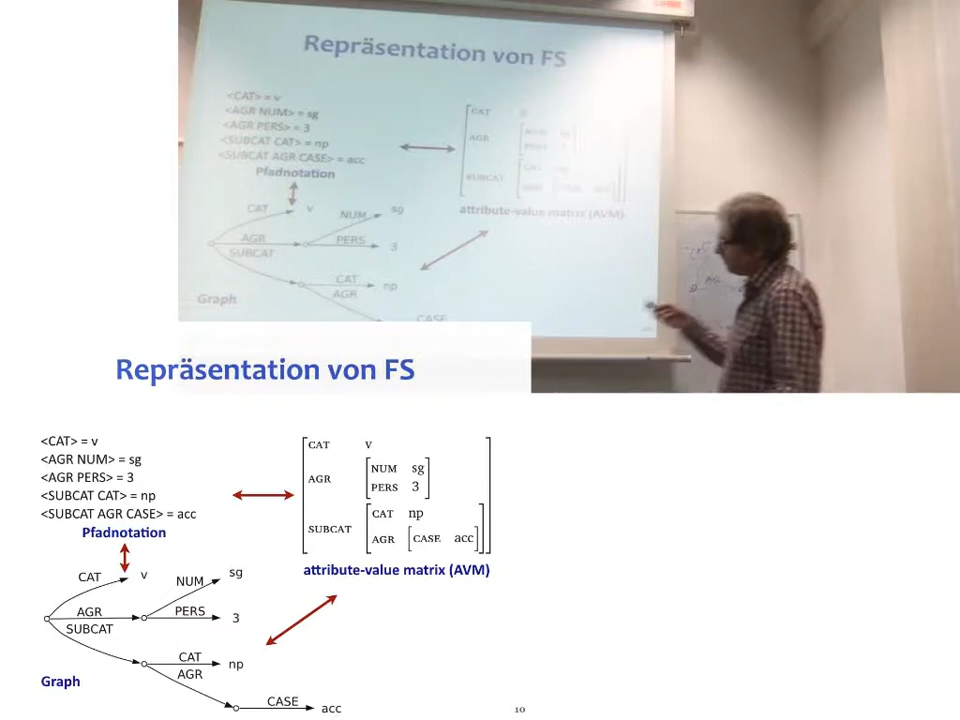 Repräsentation von FS
<CAT> = v
<AGR NUM> = sg
<AGR PERS> = 3
<SUBCAT CAT> = np
<SUBCAT AGR CASE> = acc
Pfadnotation
CAT
AGR
SUBCAT
attribute-value matrix (AVM)
CAT v NUM sg
AGR PERS 3
SUBCAT
CAT np
AGR
Graph
CASE
Repräsentation von FS
<CAT> = v
<AGR NUM> = sg
<AGR PERS> = 3
<SUBCAT CAT> = np
<SUBCAT AGR CASE> = acc
Pfadnotation
CAT v
AGR NUM sg
PERS 3
SUBCAT CAT np
AGR CASE acc
attribute-value matrix (AVM)
CAT v NUM sg
AGR PERS 3
SUBCAT
CAT np
AGR
Graph
CASE acc
10